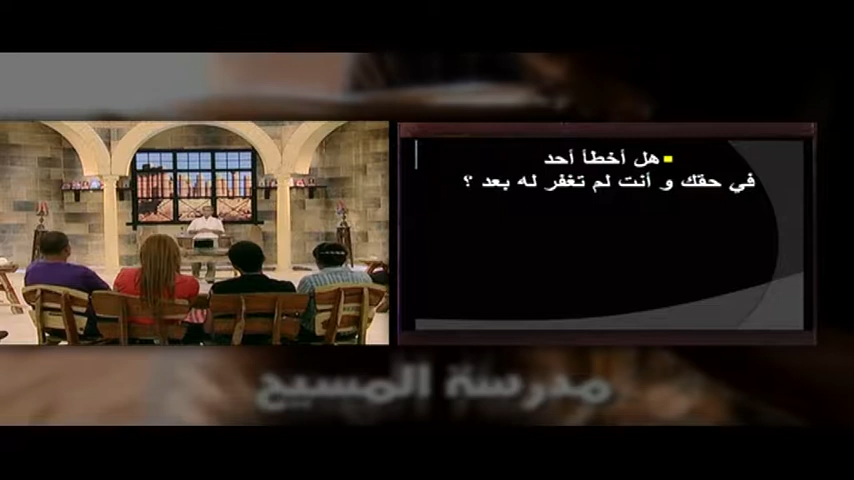 هل أخطأ أحد
في حقك و أنت لم تغفر له بعد ؟
مدرسة المسيح